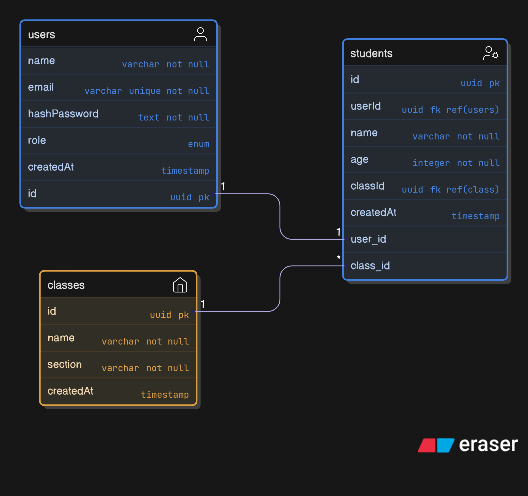 users
name varchar not null
email varchar unique not null
hashPassword text not null
role enum
createdAt timestamp
id uuid pk
1
students
id uuid pk
userId uuid fk ref(users)
name varchar not null
age integer not null
classId uuid fk ref(class)
createdAt timestamp
1 user_id
* class_id
classes
1
id uuid pk
name varchar not null
section varchar not null
createdAt timestamp
eraser